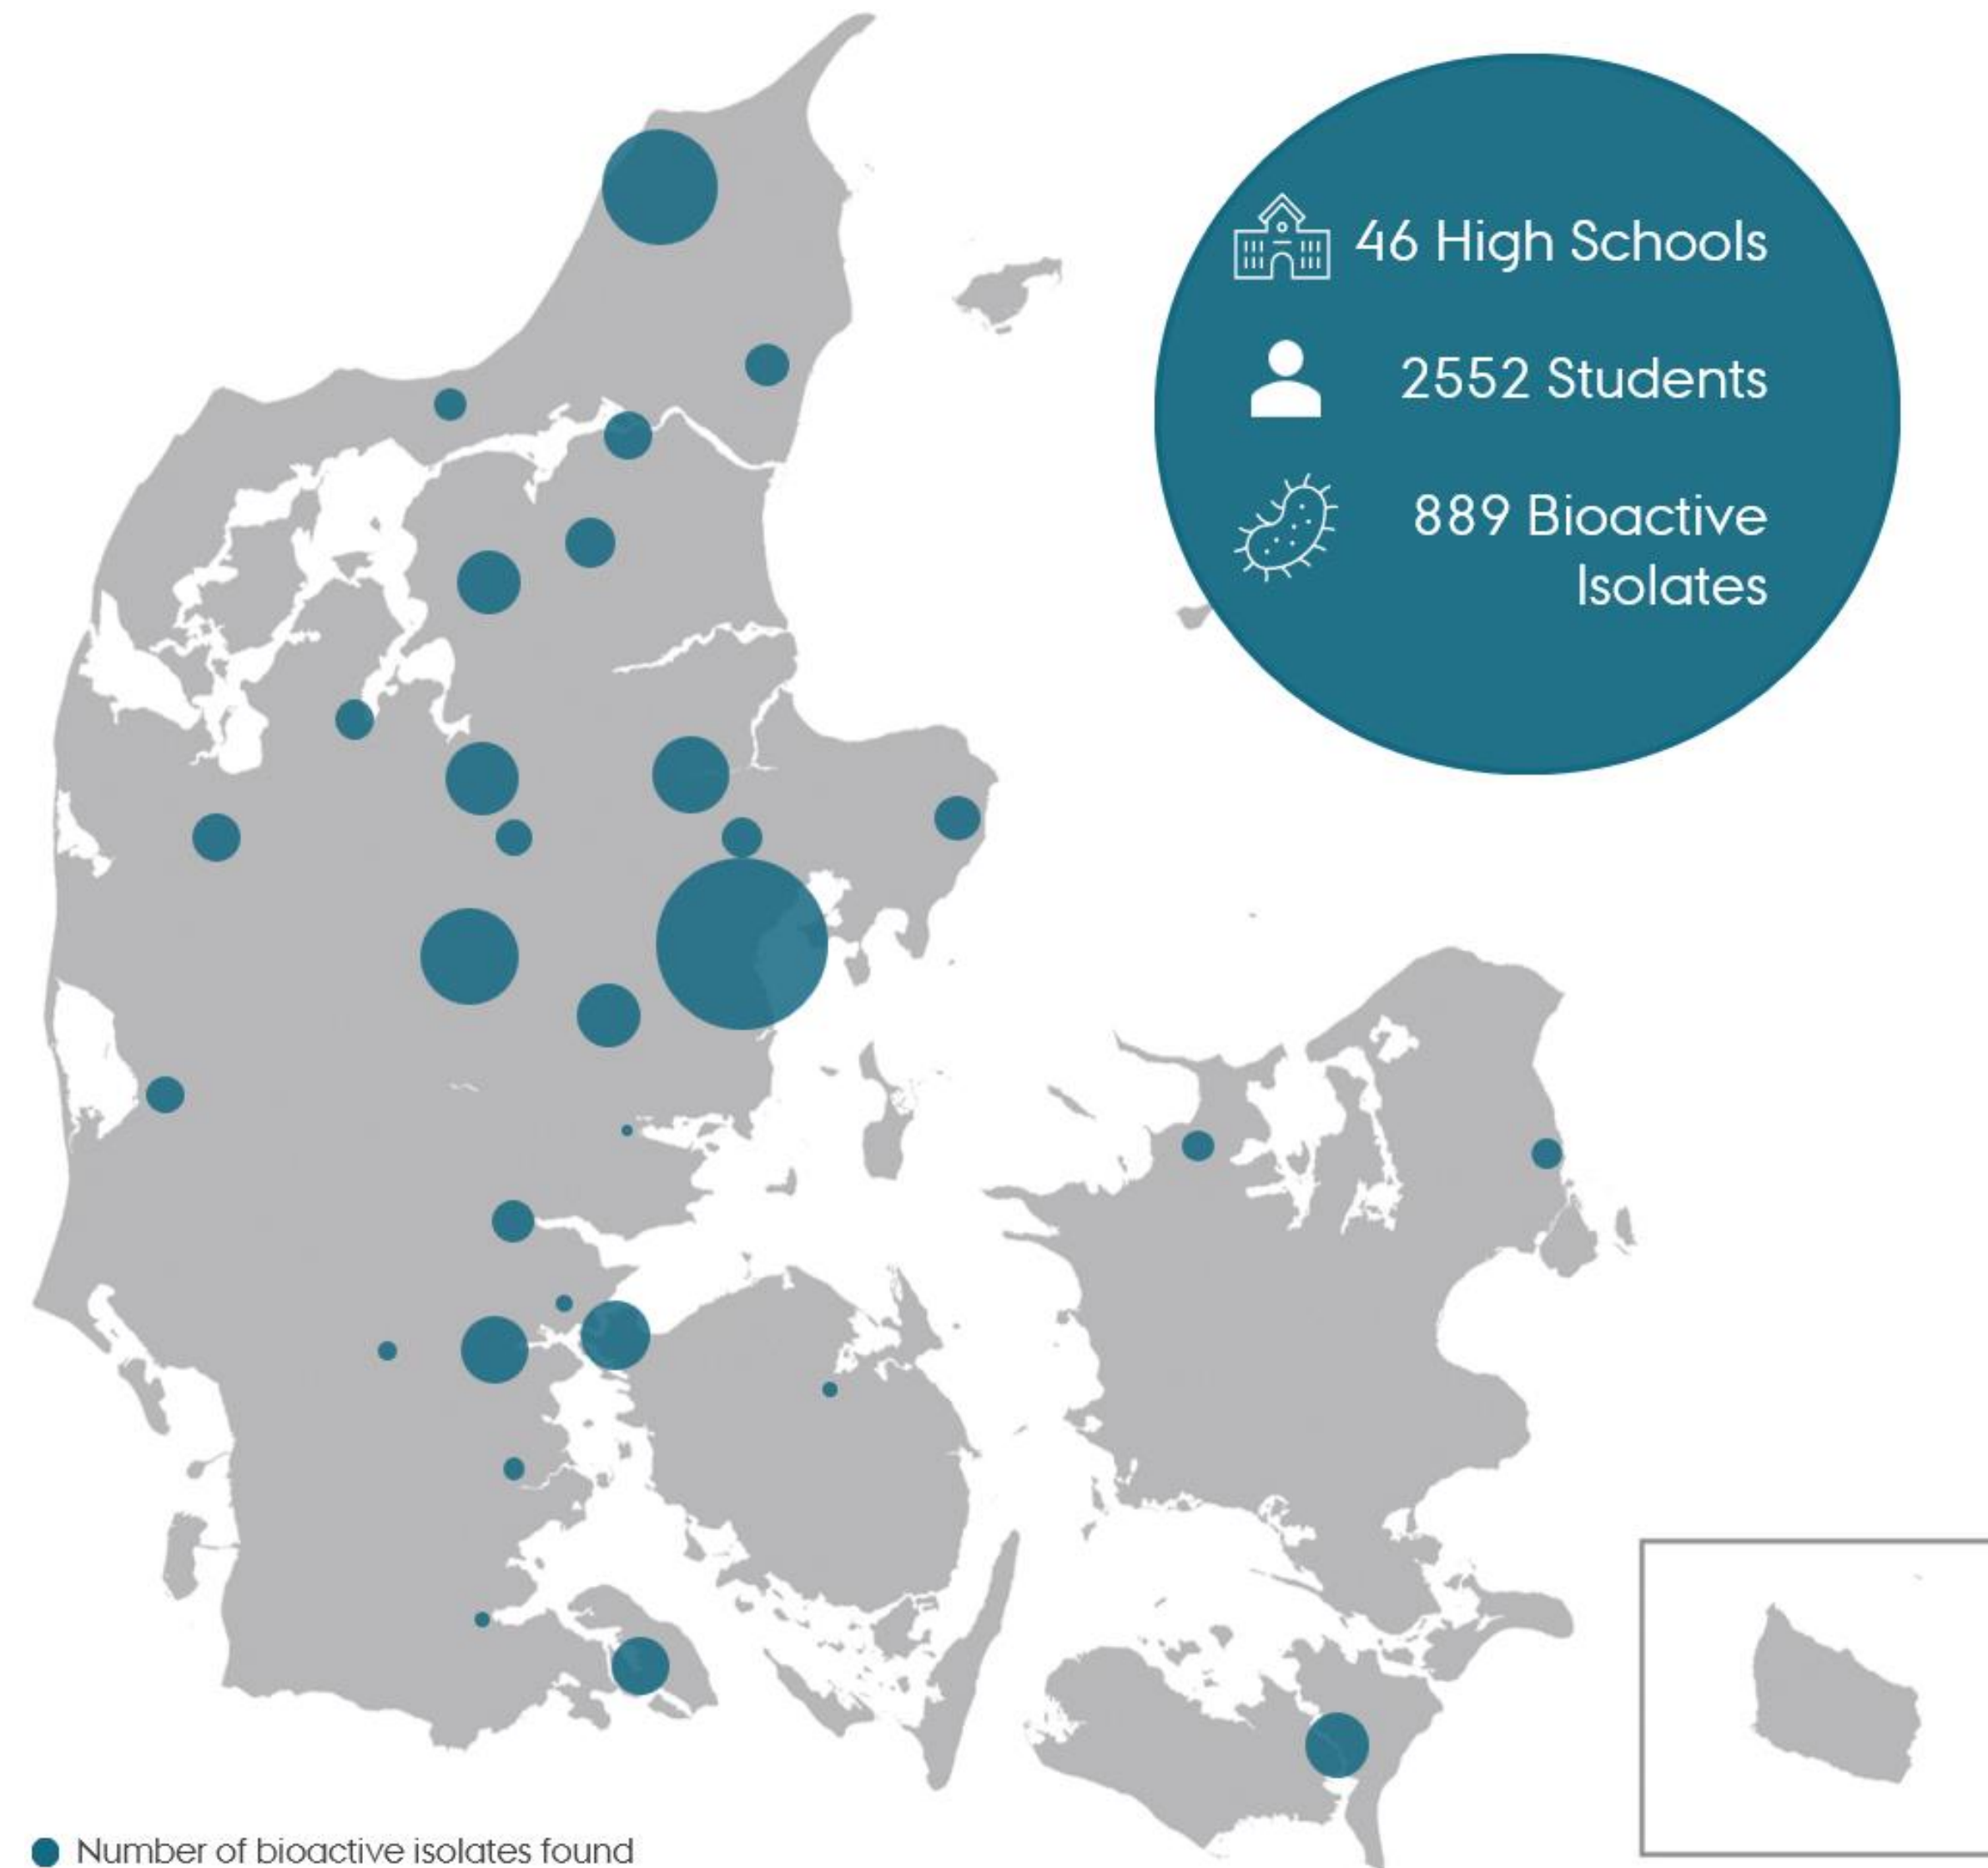 46 High Schools
2552 Students
889 Bioactive
Isolates
Number of bioactive isolates found